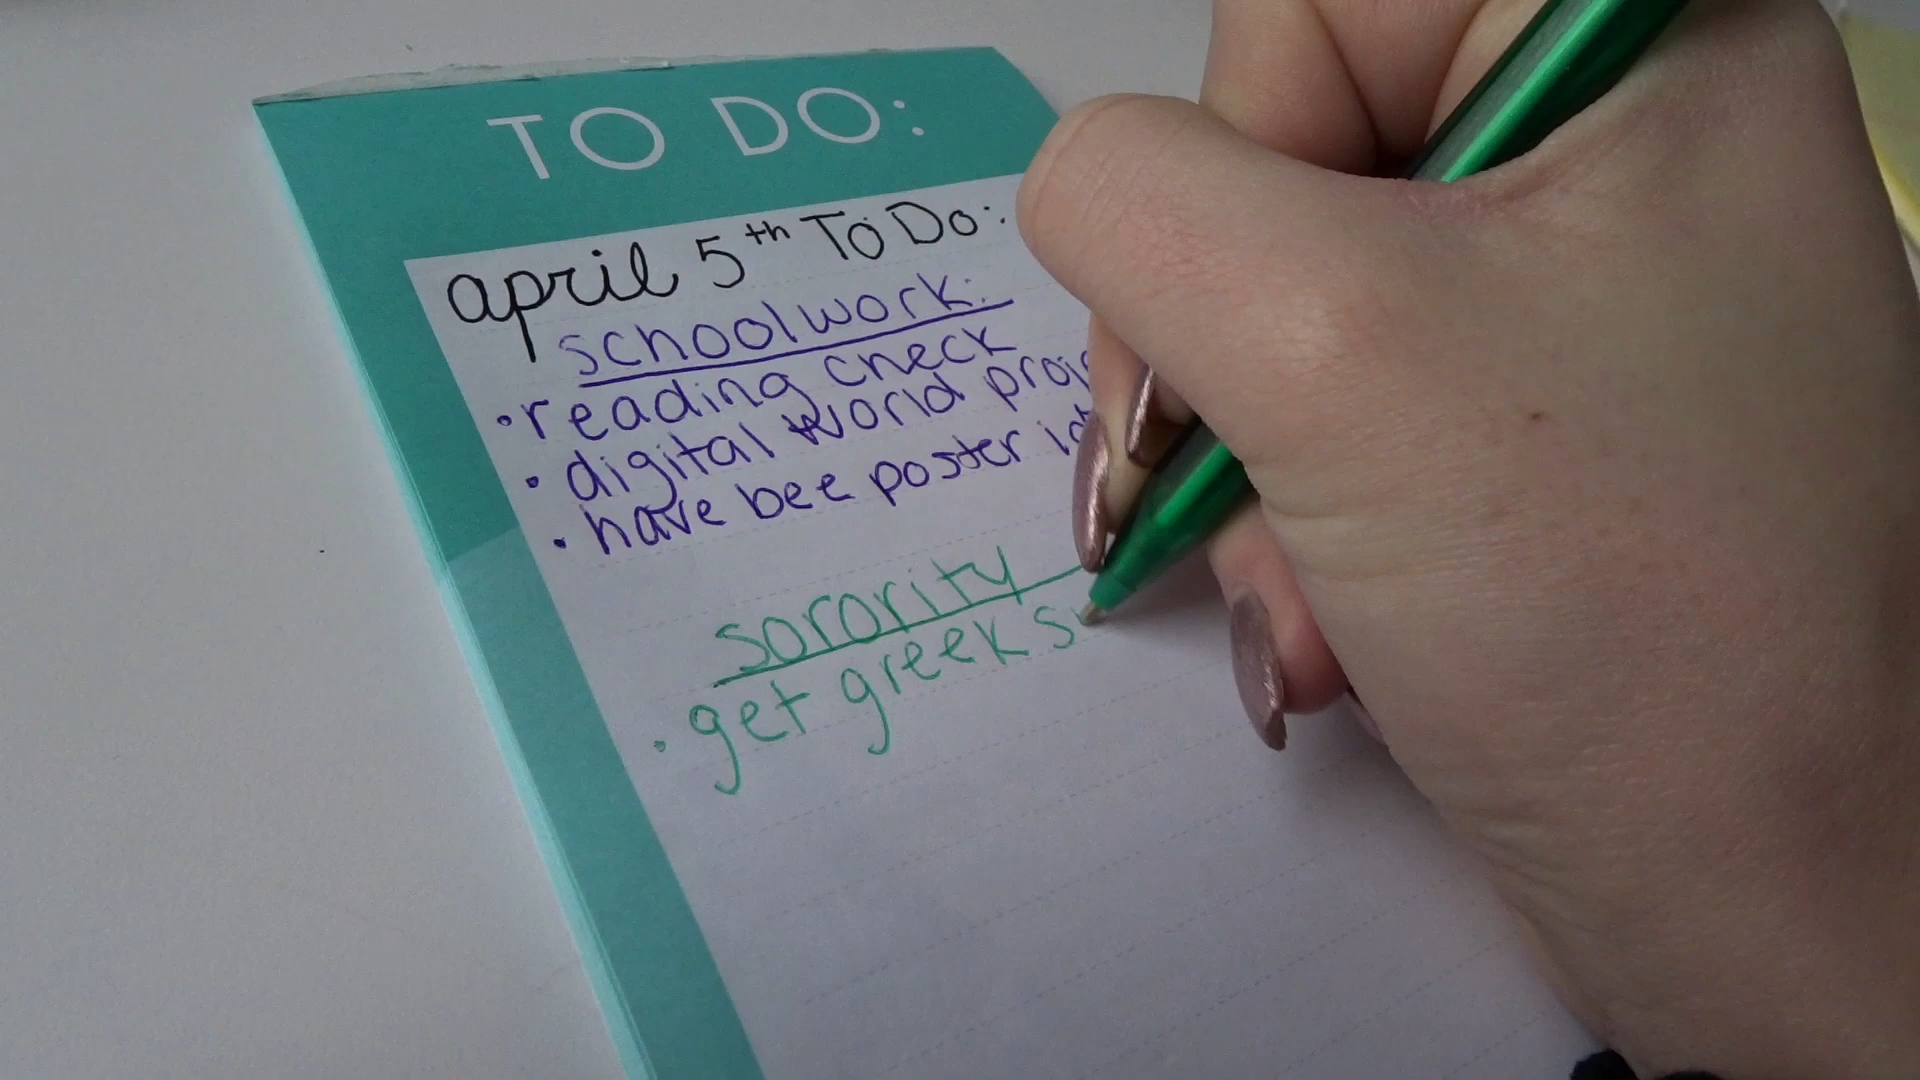 TO DO:
april 5th To Do:
schoolwork:
• reading check
• digital world
• have bee poster
sorority
• get greek